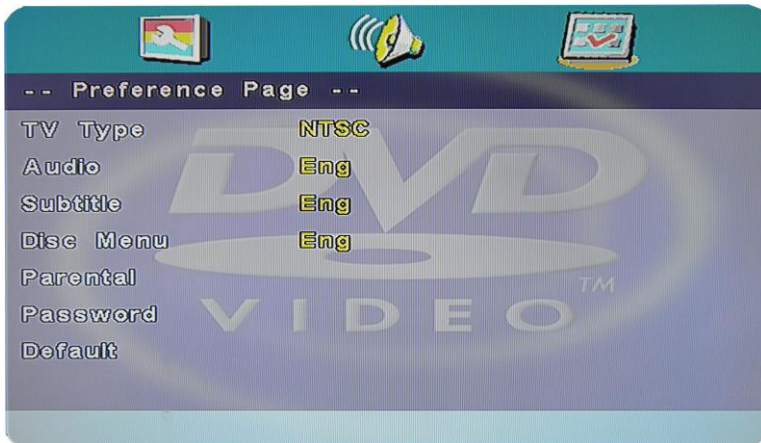 -- Preference Page --
TV Type NTSC
Audio Eng
Subtitle Eng
Disc Menu Eng
Parental
Password
Default
DVD
VIDEO
TM